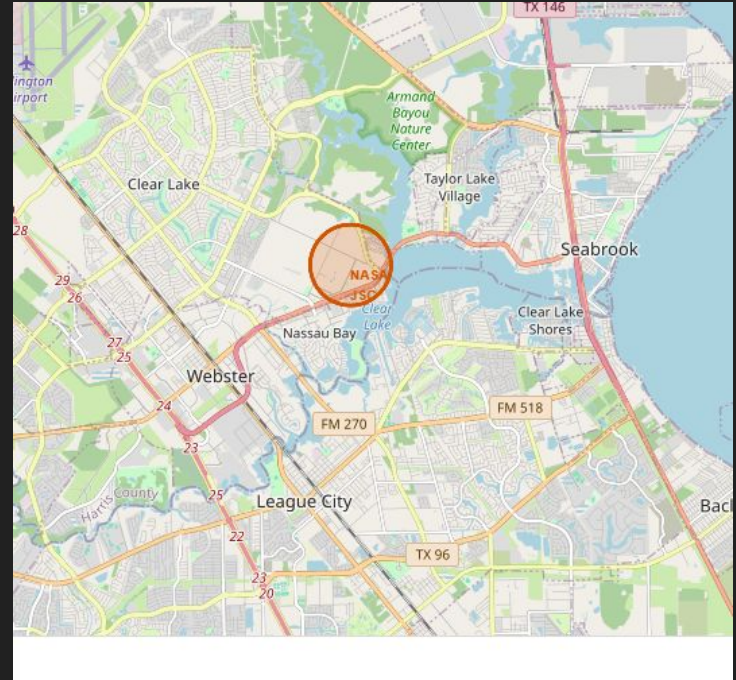 TX 146
ington
irport
Armand
Bayou
Nature
Center
Clear Lake
Taylor Lake
Village
28
Seabrook
29
26
NASA
JSC
Clear
Lake
Clear Lake
Shores
Nassau Bay
27
25
Webster
24
FM 518
FM 270
23
Harris County
25
League City
Bacl
22
TX 96
23
20